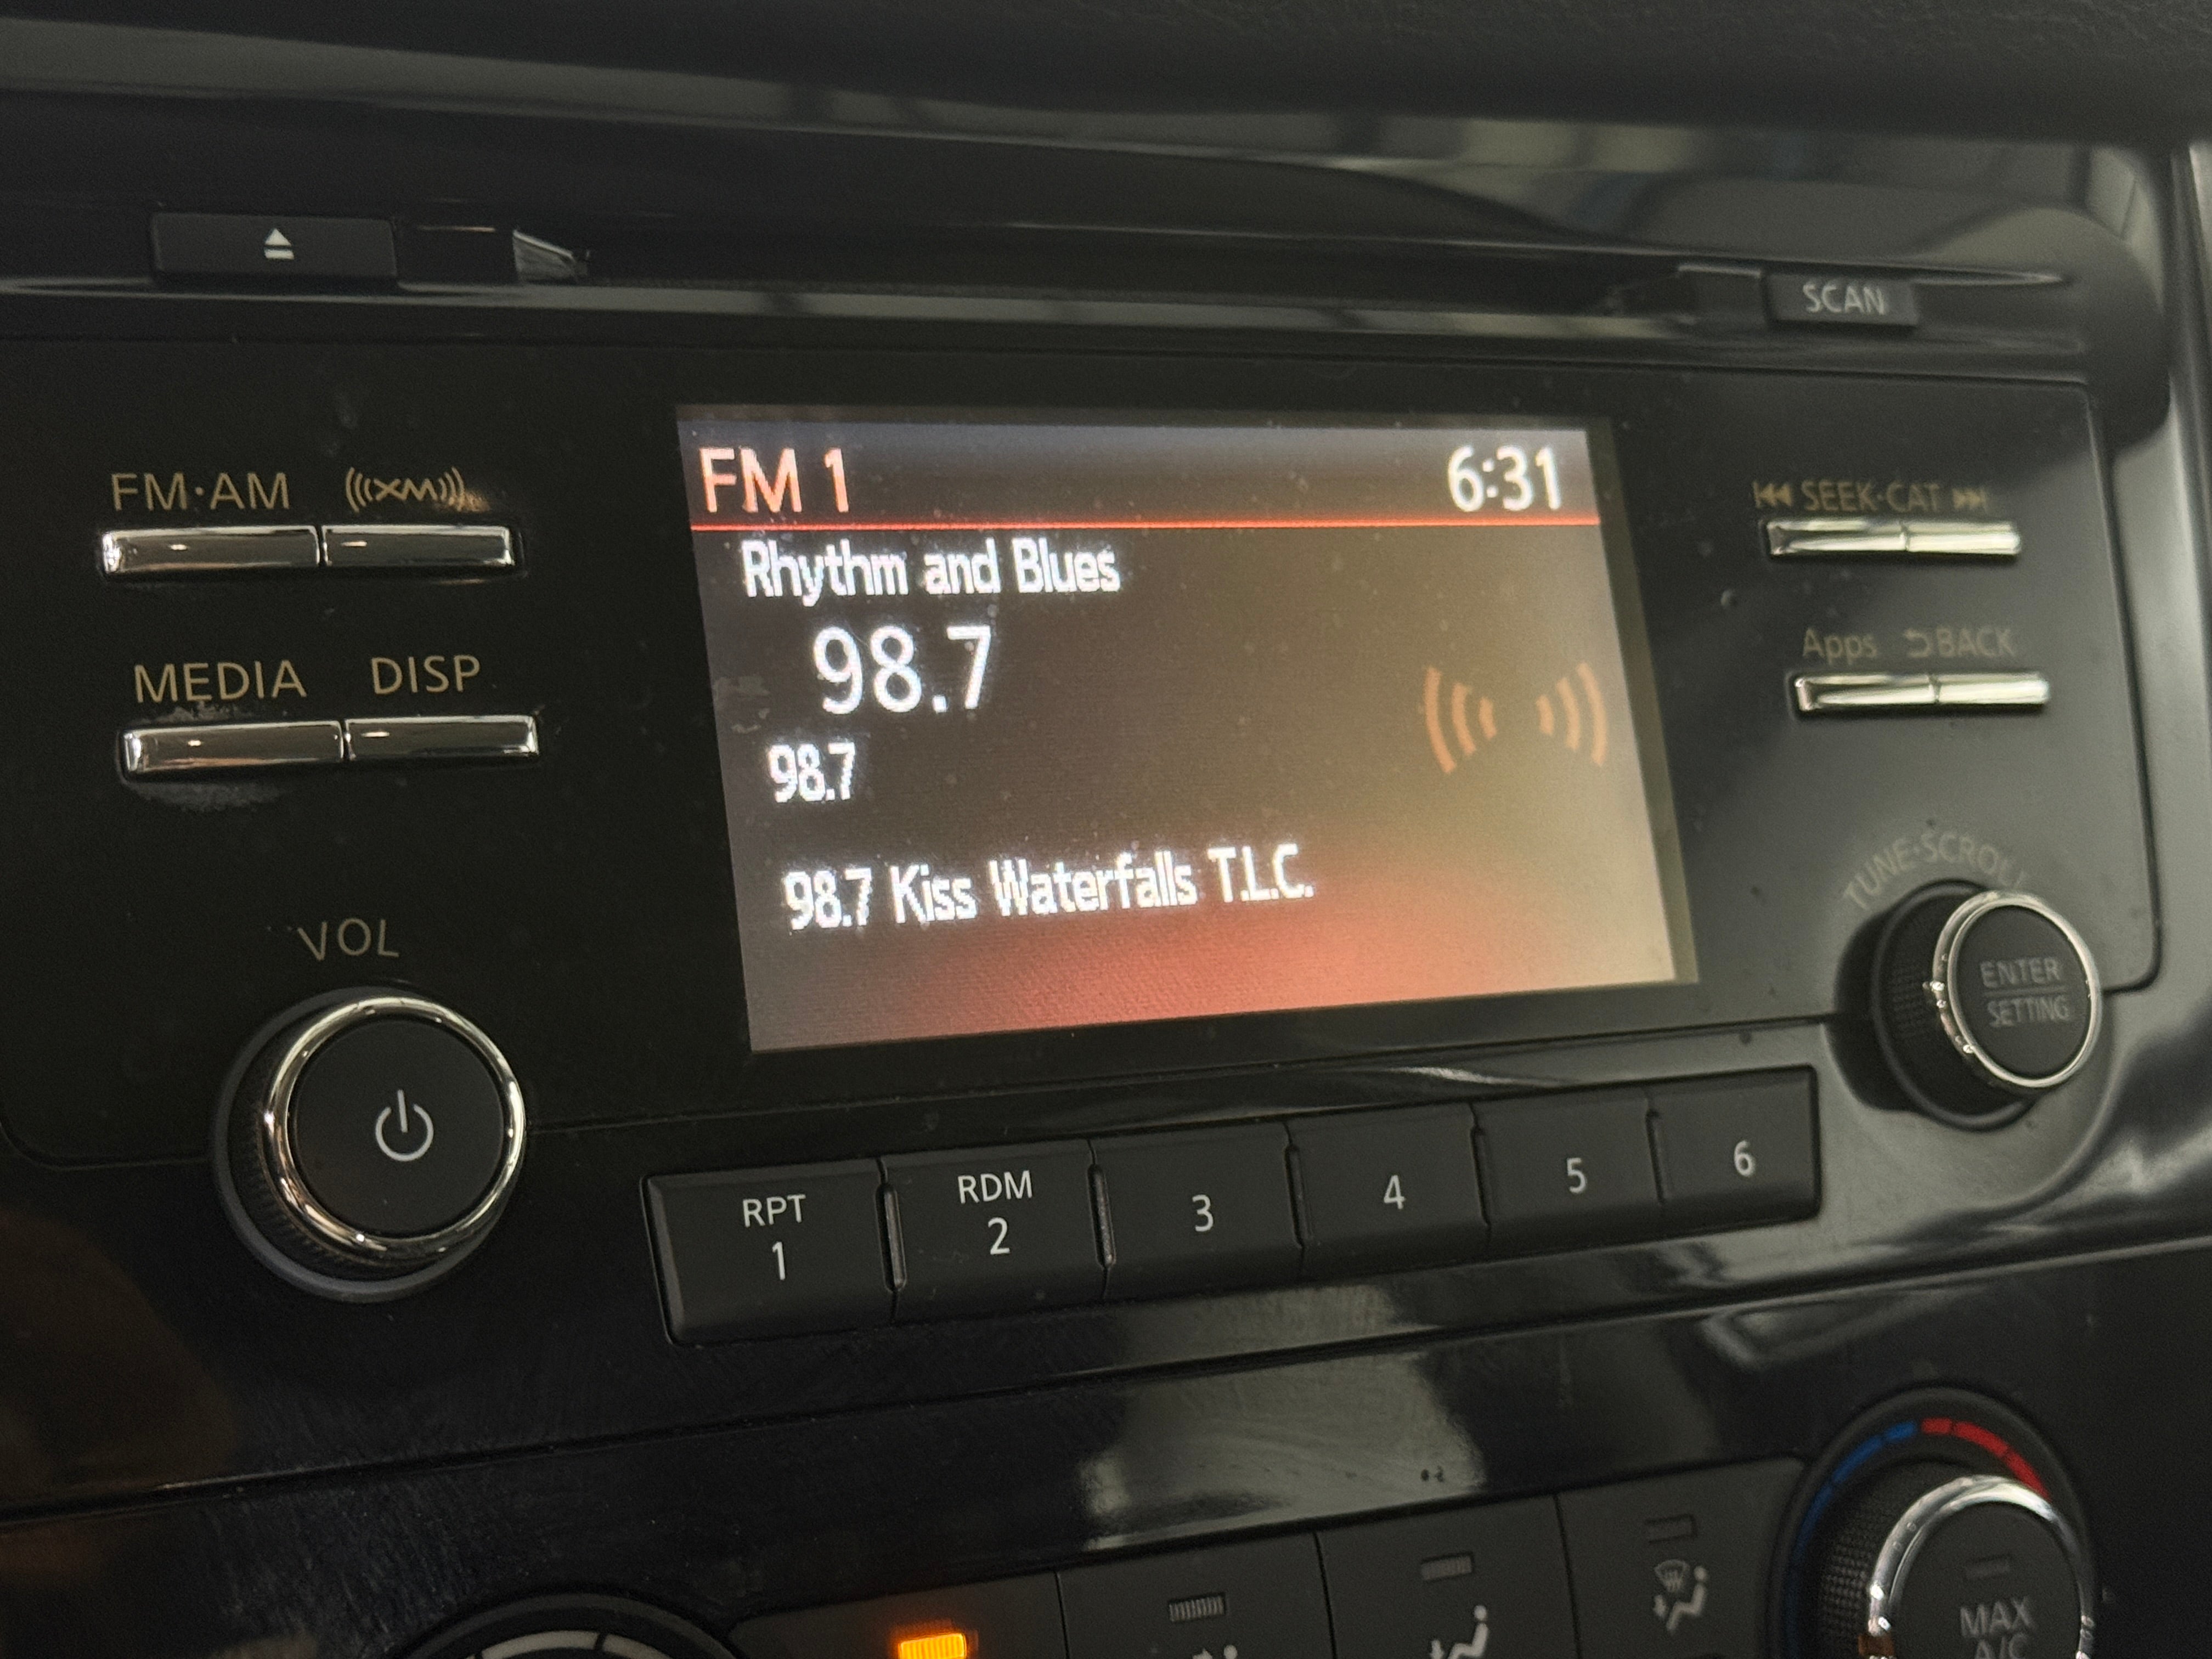 SCAN
FM·AM (((XM)))
FM 1 6:31
SEEK·CAT
Rhythm and Blues
98.7
MEDIA DISP
Apps BACK
98.7
98.7 Kiss Waterfalls T.L.C.
VOL
TUNE·SCROLL
ENTER
SETTING
RPT
1
RDM
2
3
4
5
6
MAX
A/C